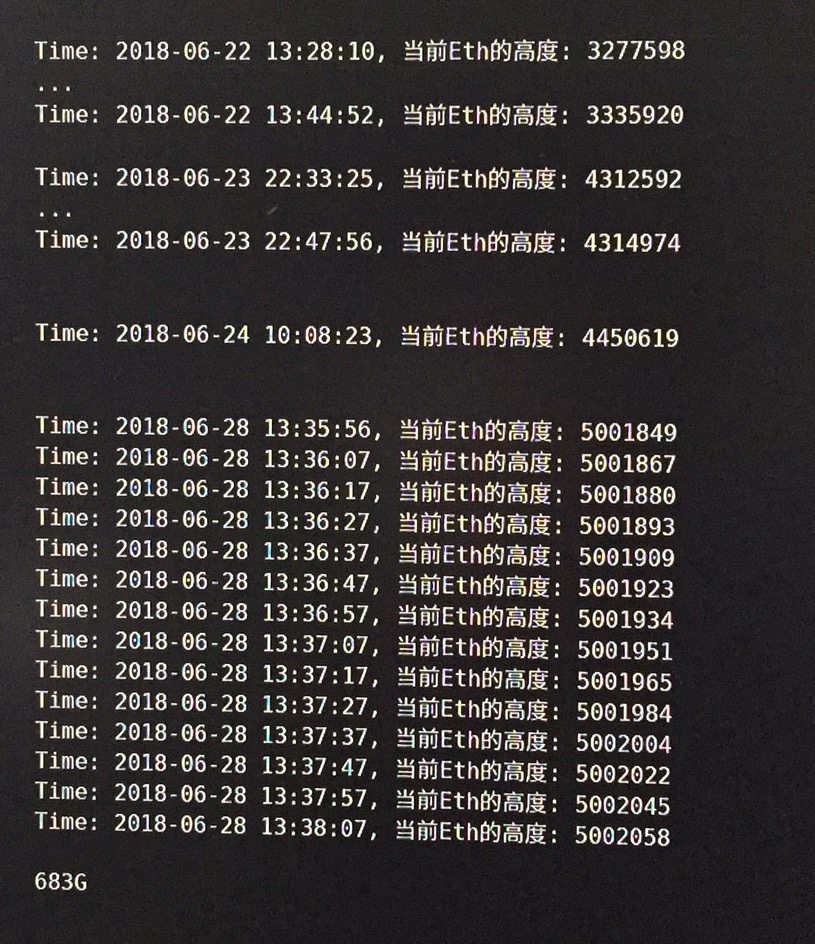 Time: 2018-06-22 13:28:10, 当前Eth的高度: 3277598
...
Time: 2018-06-22 13:44:52, 当前Eth的高度: 3335920
Time: 2018-06-23 22:33:25, 当前Eth的高度: 4312592
...
Time: 2018-06-23 22:47:56, 当前Eth的高度: 4314974
Time: 2018-06-24 10:08:23, 当前Eth的高度: 4450619
Time: 2018-06-28 13:35:56, 当前Eth的高度: 5001849
Time: 2018-06-28 13:36:07, 当前Eth的高度: 5001867
Time: 2018-06-28 13:36:17, 当前Eth的高度: 5001880
Time: 2018-06-28 13:36:27, 当前Eth的高度: 5001893
Time: 2018-06-28 13:36:37, 当前Eth的高度: 5001909
Time: 2018-06-28 13:36:47, 当前Eth的高度: 5001923
Time: 2018-06-28 13:36:57, 当前Eth的高度: 5001934
Time: 2018-06-28 13:37:07, 当前Eth的高度: 5001951
Time: 2018-06-28 13:37:17, 当前Eth的高度: 5001965
Time: 2018-06-28 13:37:27, 当前Eth的高度: 5001984
Time: 2018-06-28 13:37:37, 当前Eth的高度: 5002004
Time: 2018-06-28 13:37:47, 当前Eth的高度: 5002022
Time: 2018-06-28 13:37:57, 当前Eth的高度: 5002045
Time: 2018-06-28 13:38:07, 当前Eth的高度: 5002058
683G